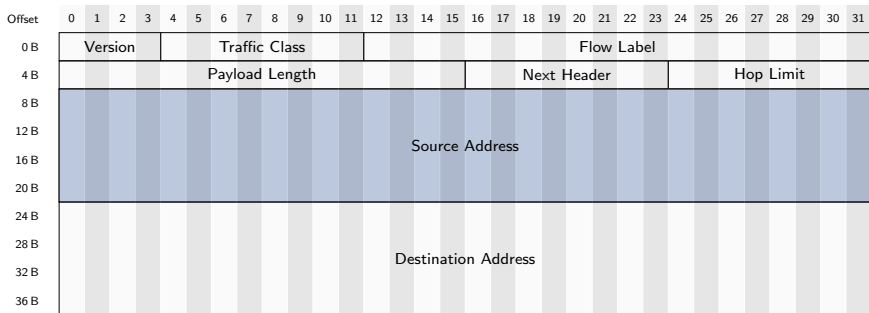 Offset 0 1 2 3 4 5 6 7 8 9 10 11 12 13 14 15 16 17 18 19 20 21 22 23 24 25 26 27 28 29 30 31
0 B Version Traffic Class Flow Label
4 B Payload Length Next Header Hop Limit
8 B
12 B
Source Address
16 B
20 B
24 B
28 B
Destination Address
32 B
36 B